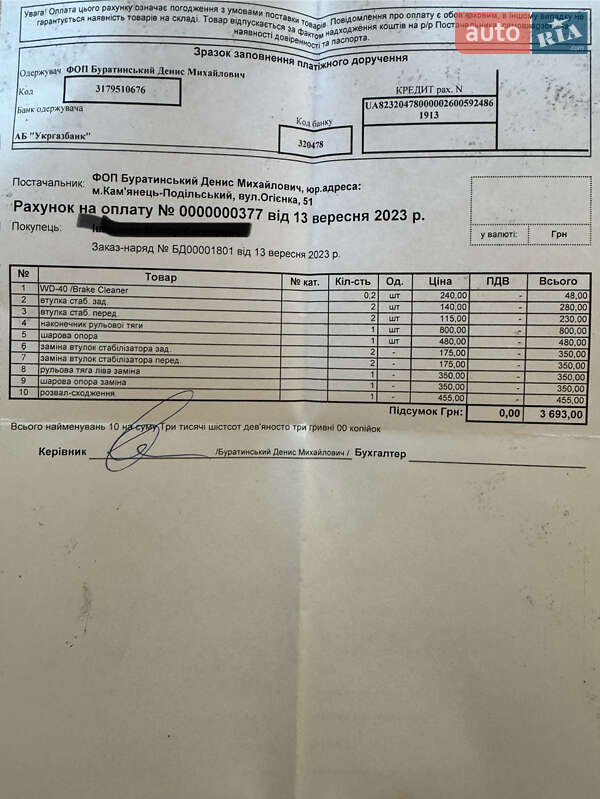 Увага! Оплата цього рахунку означає погодження з умовами поставки товарів. Повідомлення про оплату є обов'язковим, в іншому випадку не
гарантується наявність товарів на складі. Товар відпускається за фактом надходження коштів на р/р Постачальника, самовивозом, за
наявності довіреності та паспорта.
auto RIA.com
Зразок заповнення платіжного доручення
Одержувач ФОП Буратинський Денис Михайлович
Код 3179510676
КРЕДИТ рах. N
Банк одержувача
UA823204780000026005924861913
Код банку
АБ "Укргазбанк"
320478
Постачальник: ФОП Буратинський Денис Михайлович, юр.адреса:
м.Кам'янець-Подільський, вул.Огієнка, 51
Рахунок на оплату № 0000000377 від 13 вересня 2023 р.
Покупець:
у валюті: Грн
Заказ-наряд № БД00001801 від 13 вересня 2023 р.
№ Товар № кат. Кіл-сть Од. Ціна ПДВ Всього
1 WD-40 /Brake Cleaner 0,2 шт 240,00 - 48,00
2 втулка стаб. зад. 2 шт 140,00 - 280,00
3 втулка стаб. перед. 2 шт 115,00 - 230,00
4 наконечник рульової тяги 1 шт 800,00 - 800,00
5 шарова опора 1 шт 480,00 - 480,00
6 заміна втулок стабілізатора зад. 2 - 175,00 - 350,00
7 заміна втулок стабілізатора перед. 2 - 175,00 - 350,00
8 рульова тяга ліва заміна 1 - 350,00 - 350,00
9 шарова опора заміна 1 - 350,00 - 350,00
10 розвал-сходження 1 - 455,00 - 455,00
Підсумок Грн: 0,00 3 693,00
Всього найменувань 10 на суму Три тисячі шістсот дев'яносто три гривні 00 копійок
Керівник /Буратинський Денис Михайлович / Бухгалтер